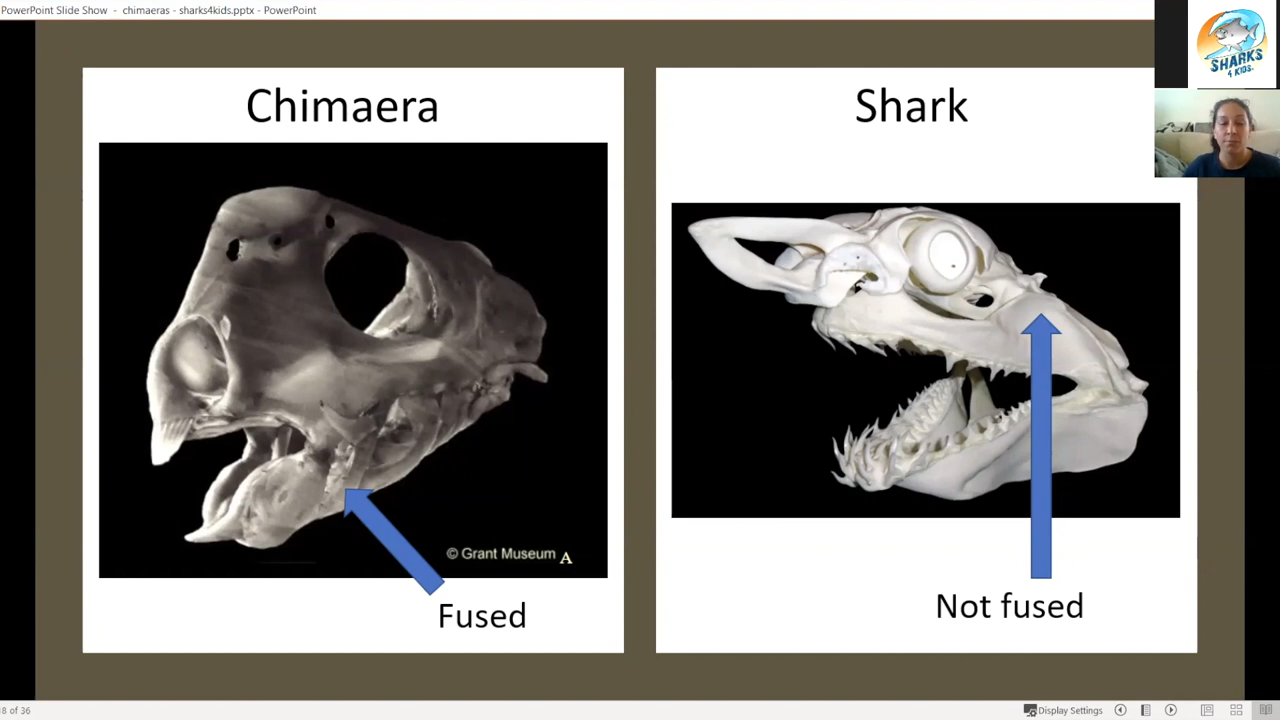 PowerPoint Slide Show - chimaeras - sharks4kids.pptx - PowerPoint
SHARKS
4 KIDS.
Chimaera
Shark
© Grant Museum A
Fused
Not fused
18 of 36
Display Settings